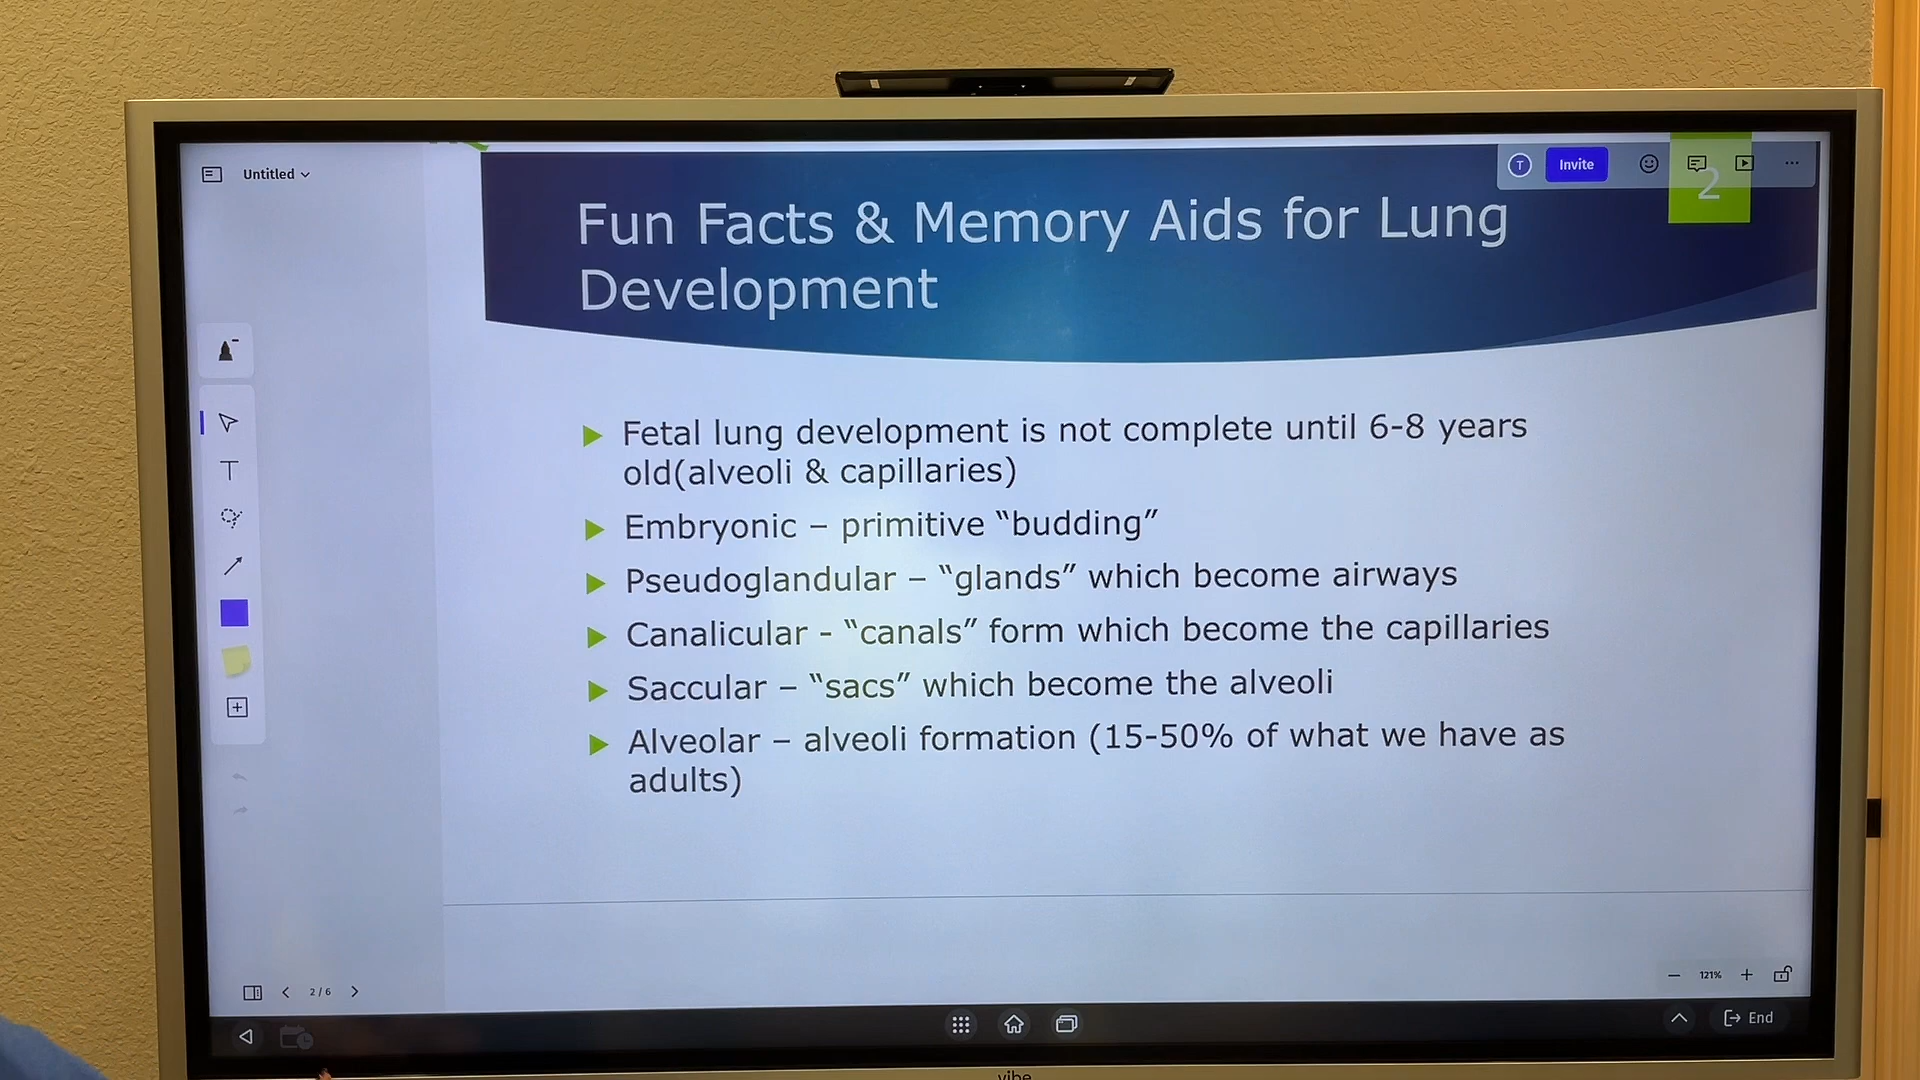 Untitled
T
Invite
2
Fun Facts & Memory Aids for Lung
Development
Fetal lung development is not complete until 6-8 years
old(alveoli & capillaries)
Embryonic – primitive “budding”
Pseudoglandular – “glands” which become airways
Canalicular - “canals” form which become the capillaries
Saccular – “sacs” which become the alveoli
Alveolar – alveoli formation (15-50% of what we have as
adults)
T
2 / 6
121%
End
vibe